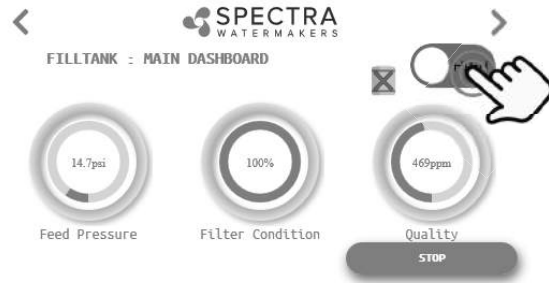 SPECTRA
WATERMAKERS
FILLTANK : MAIN DASHBOARD
14.7psi
100%
469ppm
Feed Pressure
Filter Condition
Quality
STOP